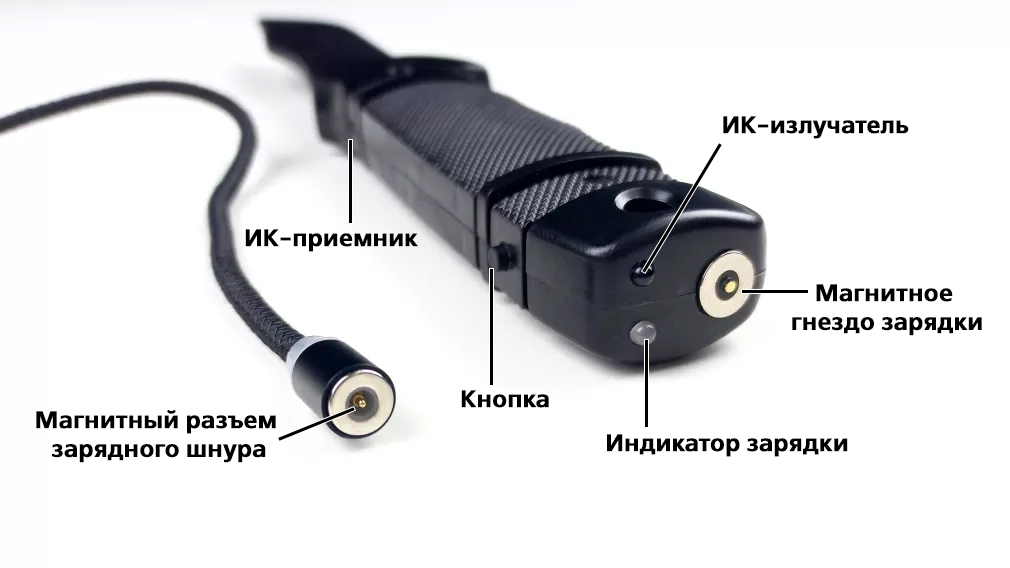 ИК-излучатель
ИК-приемник
Магнитное
гнездо зарядки
Кнопка
Магнитный разъем
зарядного шнура
Индикатор зарядки